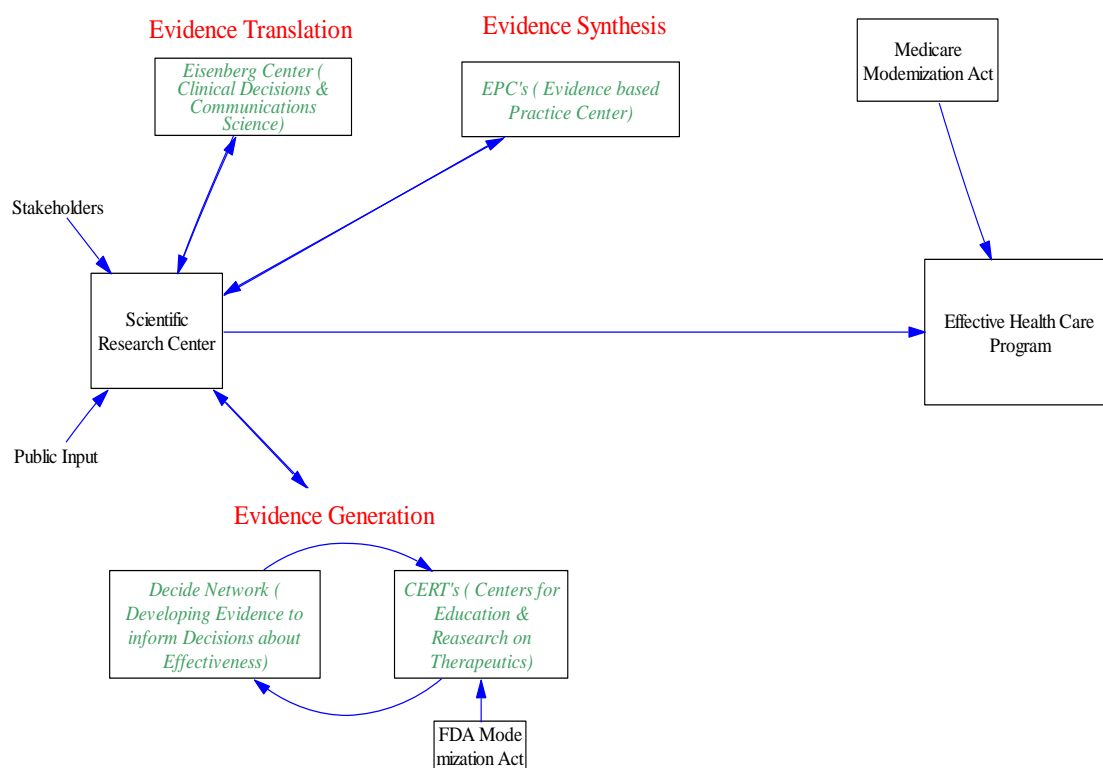 Evidence Translation
Evidence Synthesis
Eisenberg Center (
Clinical Decisions &
Communications
Science)
EPC's ( Evidence based
Practice Center)
Medicare
Modernization Act
Stakeholders
Scientific
Research Center
Effective Health Care
Program
Public Input
Evidence Generation
Decide Network (
Developing Evidence to
inform Decisions about
Effectiveness)
CERT's ( Centers for
Education &
Reasearch on
Therapeutics)
FDA Mode
mization Act